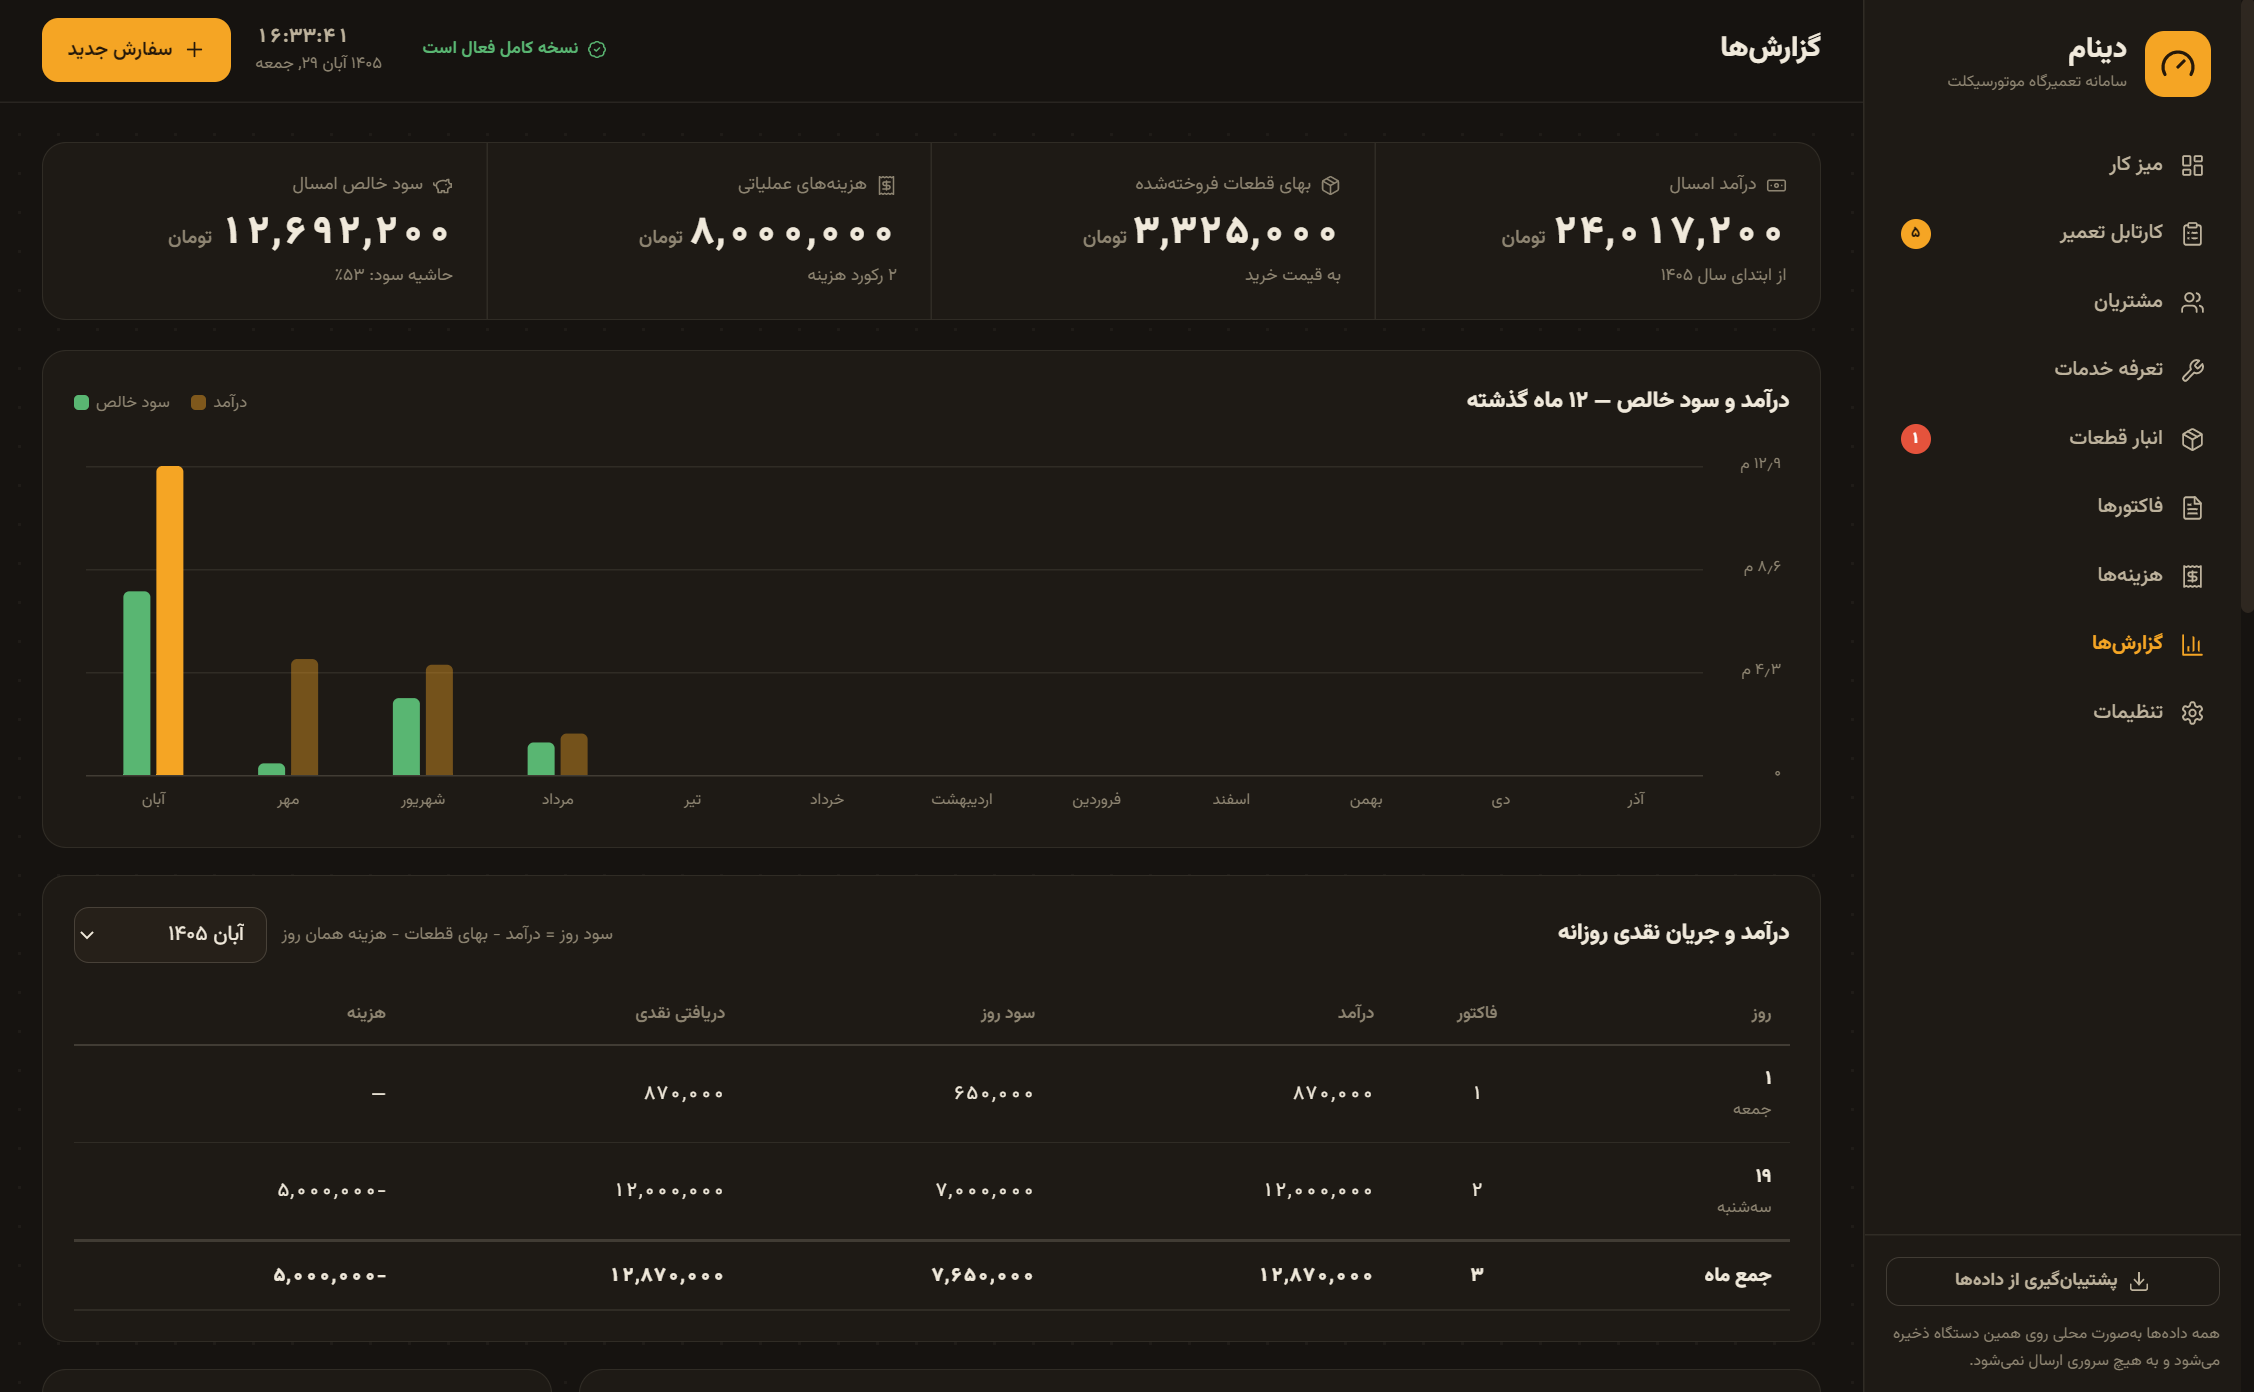 دینام
سامانه تعمیرگاه موتورسیکلت
میز کار
کارتابل تعمیر
۵
مشتریان
تعرفه خدمات
انبار قطعات
۱
فاکتورها
هزینه‌ها
گزارش‌ها
تنظیمات
پشتیبان‌گیری از داده‌ها
همه داده‌ها به‌صورت محلی روی همین دستگاه ذخیره
می‌شود و به هیچ سروری ارسال نمی‌شود.
گزارش‌ها
نسخه کامل فعال است
۱۶:۳۳:۴۱
۱۴۰۵ آبان ۲۹, جمعه
سفارش جدید
درآمد امسال
۲۴,۰۱۷,۲۰۰ تومان
از ابتدای سال ۱۴۰۵
بهای قطعات فروخته‌شده
۳,۳۲۵,۰۰۰ تومان
به قیمت خرید
هزینه‌های عملیاتی
۸,۰۰۰,۰۰۰ تومان
۲ رکورد هزینه
سود خالص امسال
۱۲,۶۹۲,۲۰۰ تومان
حاشیه سود: ۵۳٪
درآمد و سود خالص — ۱۲ ماه گذشته
درآمد
سود خالص
۱۲٫۹ م
۸٫۶ م
۴٫۳ م
۰
آذر
دی
بهمن
اسفند
فروردین
اردیبهشت
خرداد
تیر
مرداد
شهریور
مهر
آبان
درآمد و جریان نقدی روزانه
سود روز = درآمد − بهای قطعات − هزینه همان روز
آبان ۱۴۰۵
روز فاکتور درآمد سود روز دریافتی نقدی هزینه
۱ جمعه ۱ ۸۷۰,۰۰۰ ۶۵۰,۰۰۰ ۸۷۰,۰۰۰ —
۱۹ سه‌شنبه ۲ ۱۲,۰۰۰,۰۰۰ ۷,۰۰۰,۰۰۰ ۱۲,۰۰۰,۰۰۰ −۵,۰۰۰,۰۰۰
جمع ماه ۳ ۱۲,۸۷۰,۰۰۰ ۷,۶۵۰,۰۰۰ ۱۲,۸۷۰,۰۰۰ −۵,۰۰۰,۰۰۰